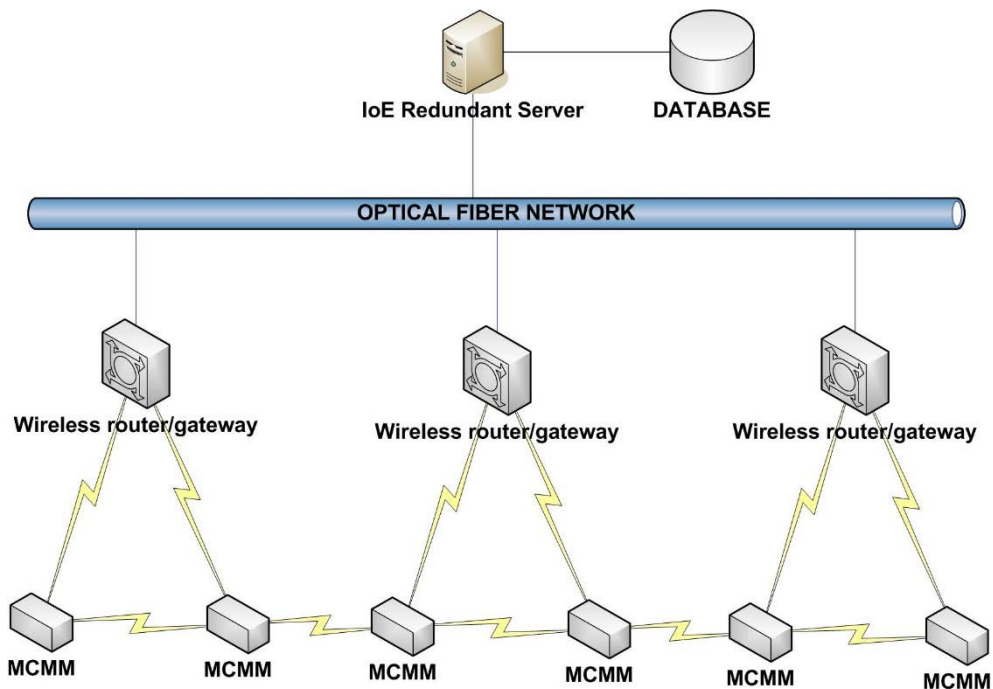 IoE Redundant Server
DATABASE
OPTICAL FIBER NETWORK
Wireless router/gateway
Wireless router/gateway
Wireless router/gateway
MCMM
MCMM
MCMM
MCMM
MCMM
MCMM